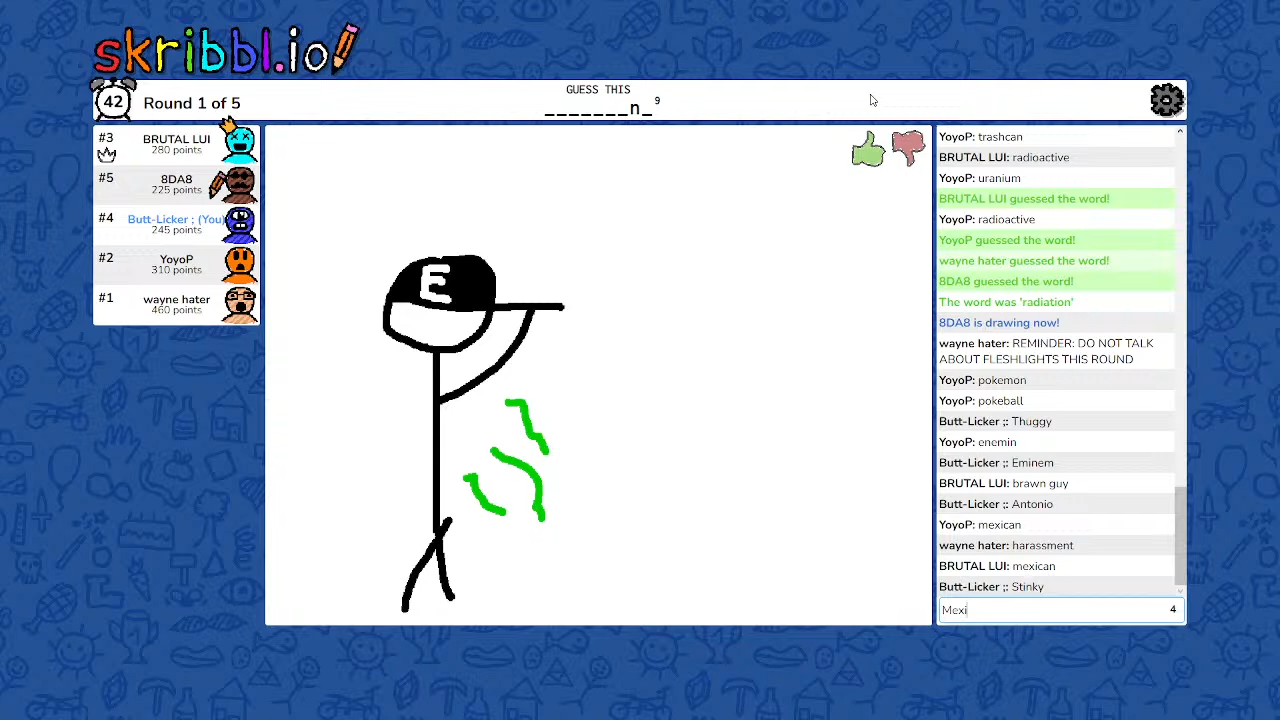 skribbl.io
42
Round 1 of 5
GUESS THIS
_______n_ 9
#3
BRUTAL LUI
280 points
#5
8DA8
225 points
#4
Butt-Licker ; (You)
245 points
#2
YoyoP
310 points
#1
wayne hater
460 points
E
YoyoP: trashcan
BRUTAL LUI: radioactive
YoyoP: uranium
BRUTAL LUI guessed the word!
YoyoP: radioactive
YoyoP guessed the word!
wayne hater guessed the word!
8DA8 guessed the word!
The word was 'radiation'
8DA8 is drawing now!
wayne hater: REMINDER: DO NOT TALK
ABOUT FLESHLIGHTS THIS ROUND
YoyoP: pokemon
YoyoP: pokeball
Butt-Licker ;: Thuggy
YoyoP: enemin
Butt-Licker ;: Eminem
BRUTAL LUI: brawn guy
Butt-Licker ;: Antonio
YoyoP: mexican
wayne hater: harassment
BRUTAL LUI: mexican
Butt-Licker ;: Stinky
Mexi 4